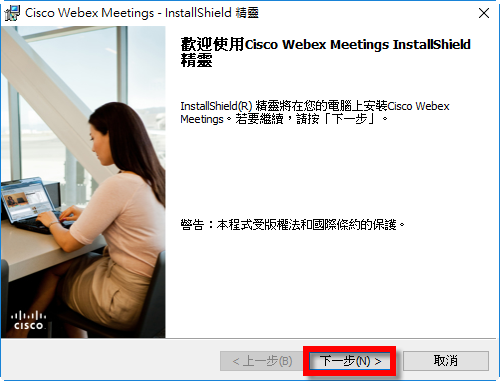 Cisco Webex Meetings - InstallShield 精靈
歡迎使用Cisco Webex Meetings InstallShield
精靈
InstallShield(R) 精靈將在您的電腦上安裝Cisco Webex
Meetings。若要繼續，請按「下一步」。
警告：本程式受版權法和國際條約的保護。
CISCO
< 上一步(B)
下一步(N) >
取消